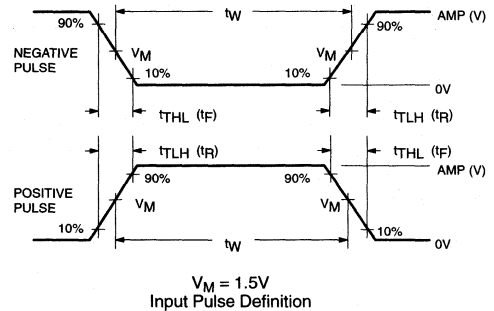 tW
AMP (V)
90%
90%
NEGATIVE
PULSE
VM
VM
10%
10%
0V
tTHL (tF)
tTLH (tR)
tTLH (tR)
tTHL (tF)
AMP (V)
90%
90%
POSITIVE
PULSE
VM
VM
10%
10%
tW
0V
VM = 1.5V
Input Pulse Definition